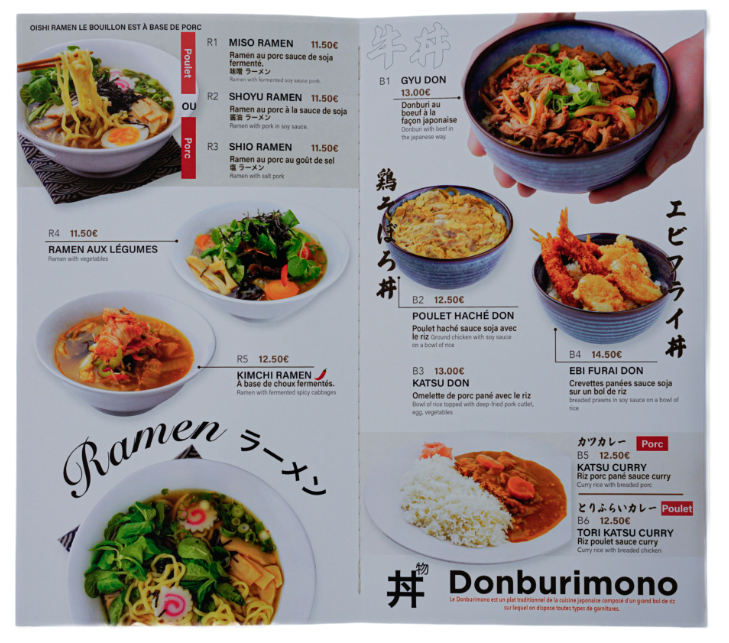 OISHI RAMEN LE BOUILLON EST À BASE DE PORC
Poulet
OU
Porc
R1 MISO RAMEN 11.50€
Ramen au porc sauce de soja
fermenté.
味噌 ラーメン
Ramen with fermented soy sauce pork.
R2 SHOYU RAMEN 11.50€
Ramen au porc à la sauce de soja
醤油 ラーメン
Ramen with pork in soy sauce.
R3 SHIO RAMEN 11.50€
Ramen au porc au goût de sel
塩 ラーメン
Ramen with salt pork
R4 11.50€
RAMEN AUX LÉGUMES
Ramen with vegetables
R5 12.50€
KIMCHI RAMEN
À base de choux fermentés.
Ramen with fermented spicy cabbages
Ramen ラーメン
牛丼
B1 GYU DON
13.00€
Donburi au
boeuf à la
façon japonaise
Donburi with beef in
the japanese way.
鶏そぼろ丼
B2 12.50€
POULET HACHÉ DON
Poulet haché sauce soja avec
le riz Ground chicken with soy sauce
on a bowl of rice
B3 13.00€
KATSU DON
Omelette de porc pané avec le riz
Bowl of rice topped with deep-fried pork cutlet,
egg, vegetables
エビフライ丼
B4 14.50€
EBI FURAI DON
Crevettes panées sauce soja
sur un bol de riz
breaded prawns in soy sauce on a bowl of
rice
カツカレー Porc
B5 12.50€
KATSU CURRY
Riz porc pané sauce curry
Curry rice with breaded porc
とりふらいカレー Poulet
B6 12.50€
TORI KATSU CURRY
Riz poulet sauce curry
Curry rice with breaded chicken
丼物 Donburimono
Le Donburimono est un plat traditionnel de la cuisine japonaise composé d'un grand bol de riz
sur lequel on dispose toutes types de garnitures.